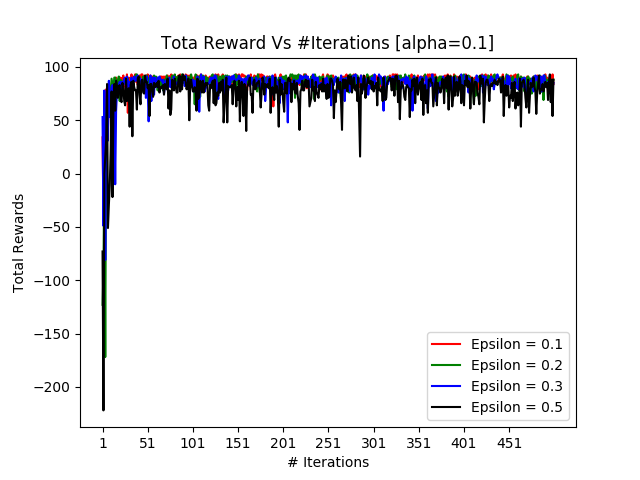 Tota Reward Vs #Iterations [alpha=0.1]
Total Rewards
100
50
0
−50
−100
−150
−200
1 51 101 151 201 251 301 351 401 451
# Iterations
Epsilon = 0.1
Epsilon = 0.2
Epsilon = 0.3
Epsilon = 0.5